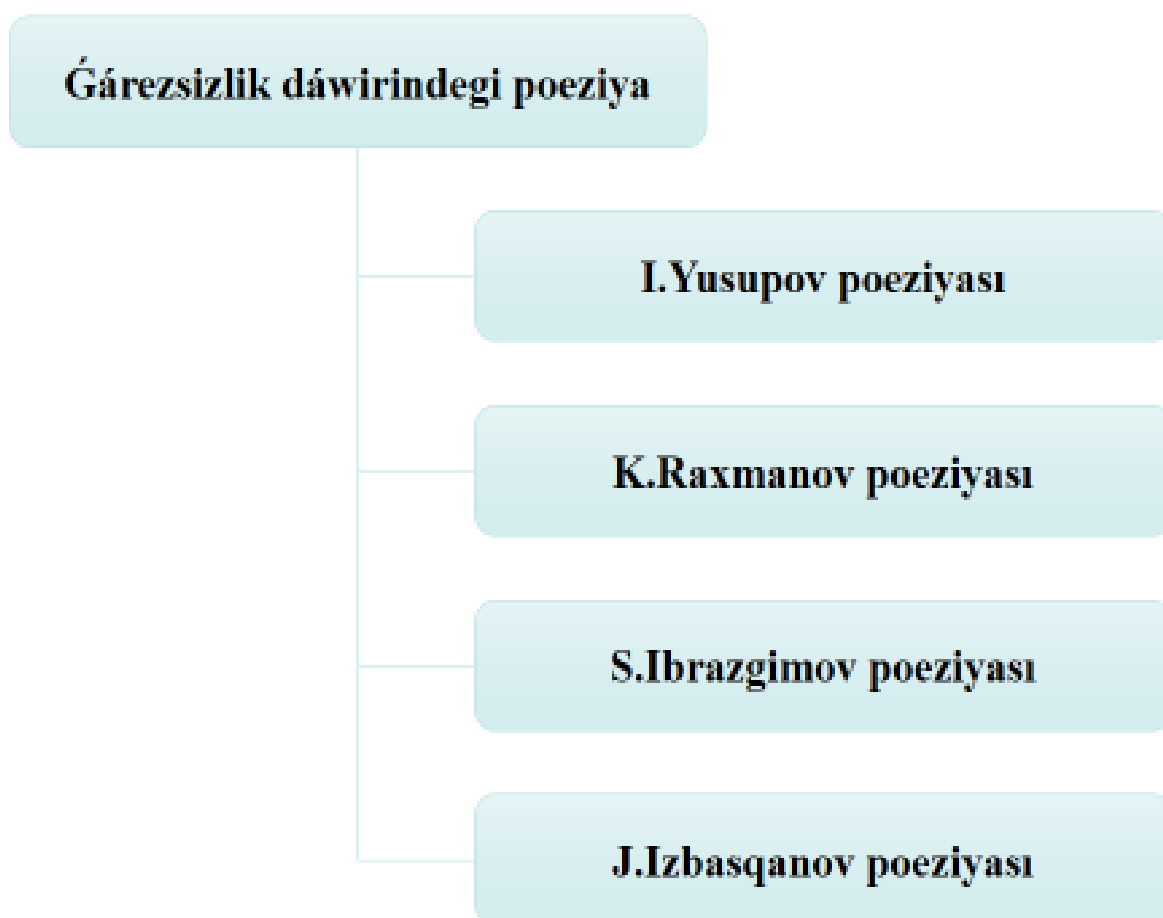 Ǵárezsizlik dáwirindegi poeziya
I.Yusupov poeziyası
K.Raxmanov poeziyası
S.Ibrazgimov poeziyası
J.Izbasqanov poeziyası